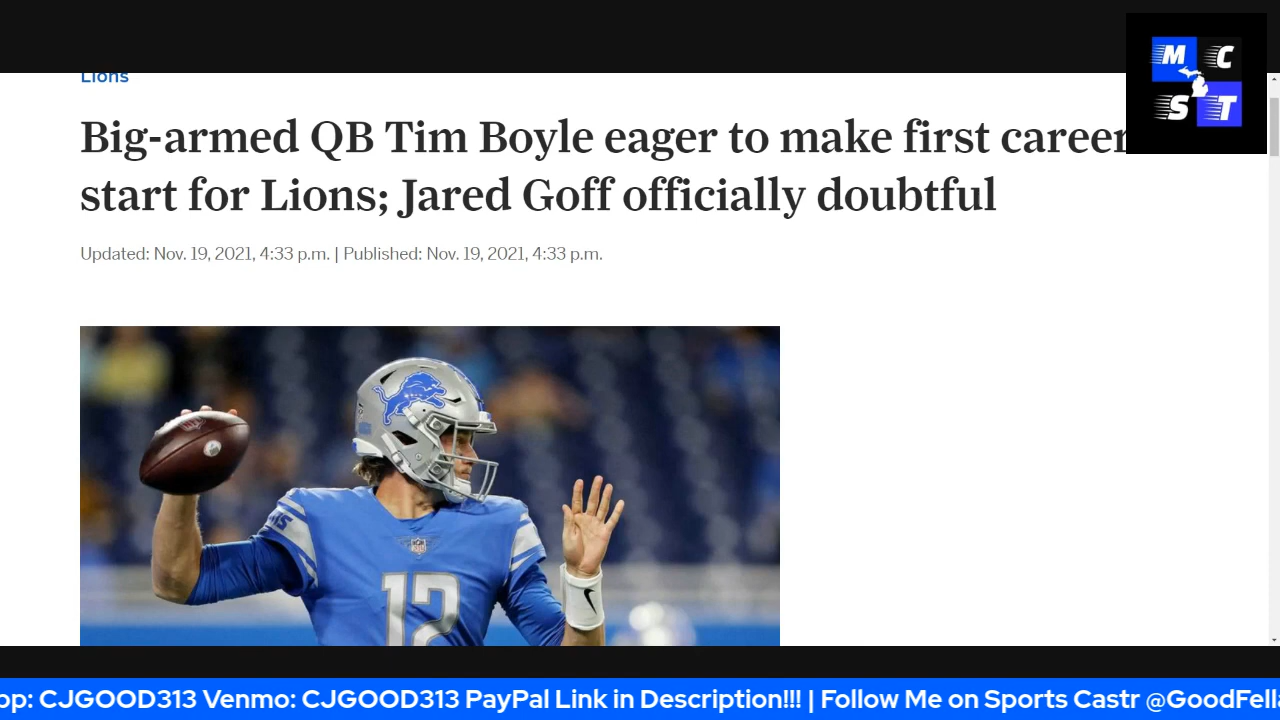 Lions
M C
S T
Big-armed QB Tim Boyle eager to make first career
start for Lions; Jared Goff officially doubtful
Updated: Nov. 19, 2021, 4:33 p.m. | Published: Nov. 19, 2021, 4:33 p.m.
NFL
12
CJGOOD313 Venmo: CJGOOD313 PayPal Link in Description!!! | Follow Me on Sports Castr